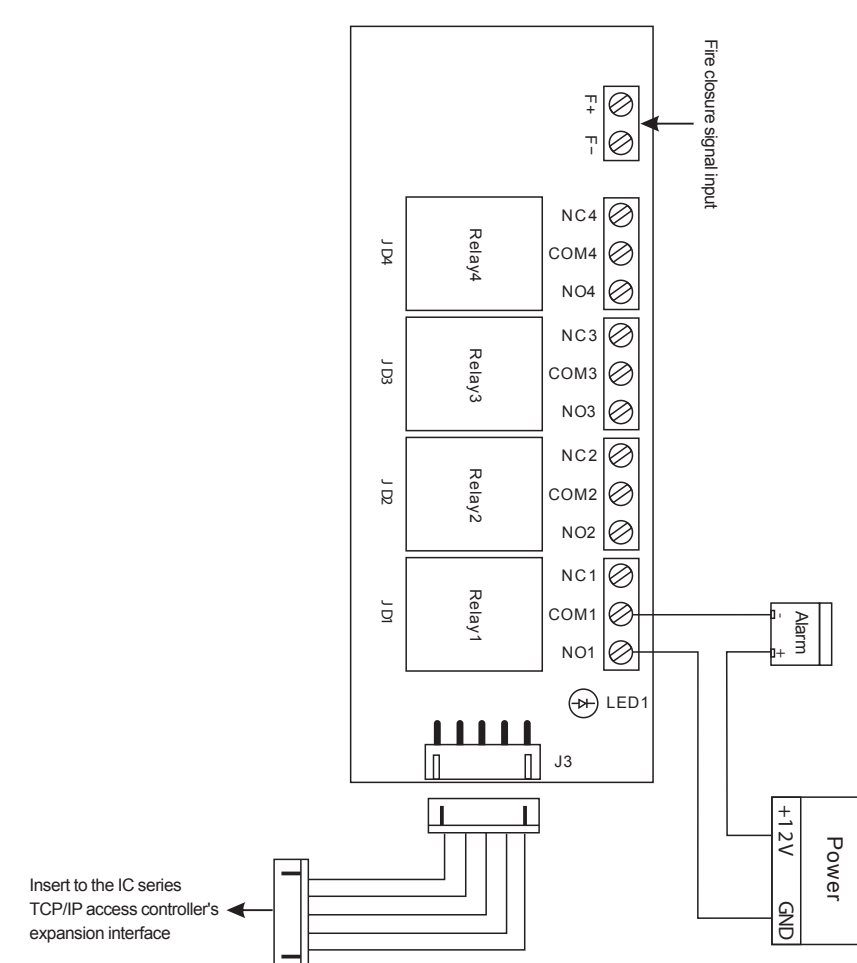 Fire closure signal input
F+
F−
NC4
COM4
NO4
JD4
Relay4
NC3
COM3
NO3
JD3
Relay3
NC2
COM2
NO2
JD2
Relay2
NC1
COM1
NO1
JD1
Relay1
-
Alarm
+
LED1
J3
+12V
Power
GND
Insert to the IC series
TCP/IP access controller's
expansion interface